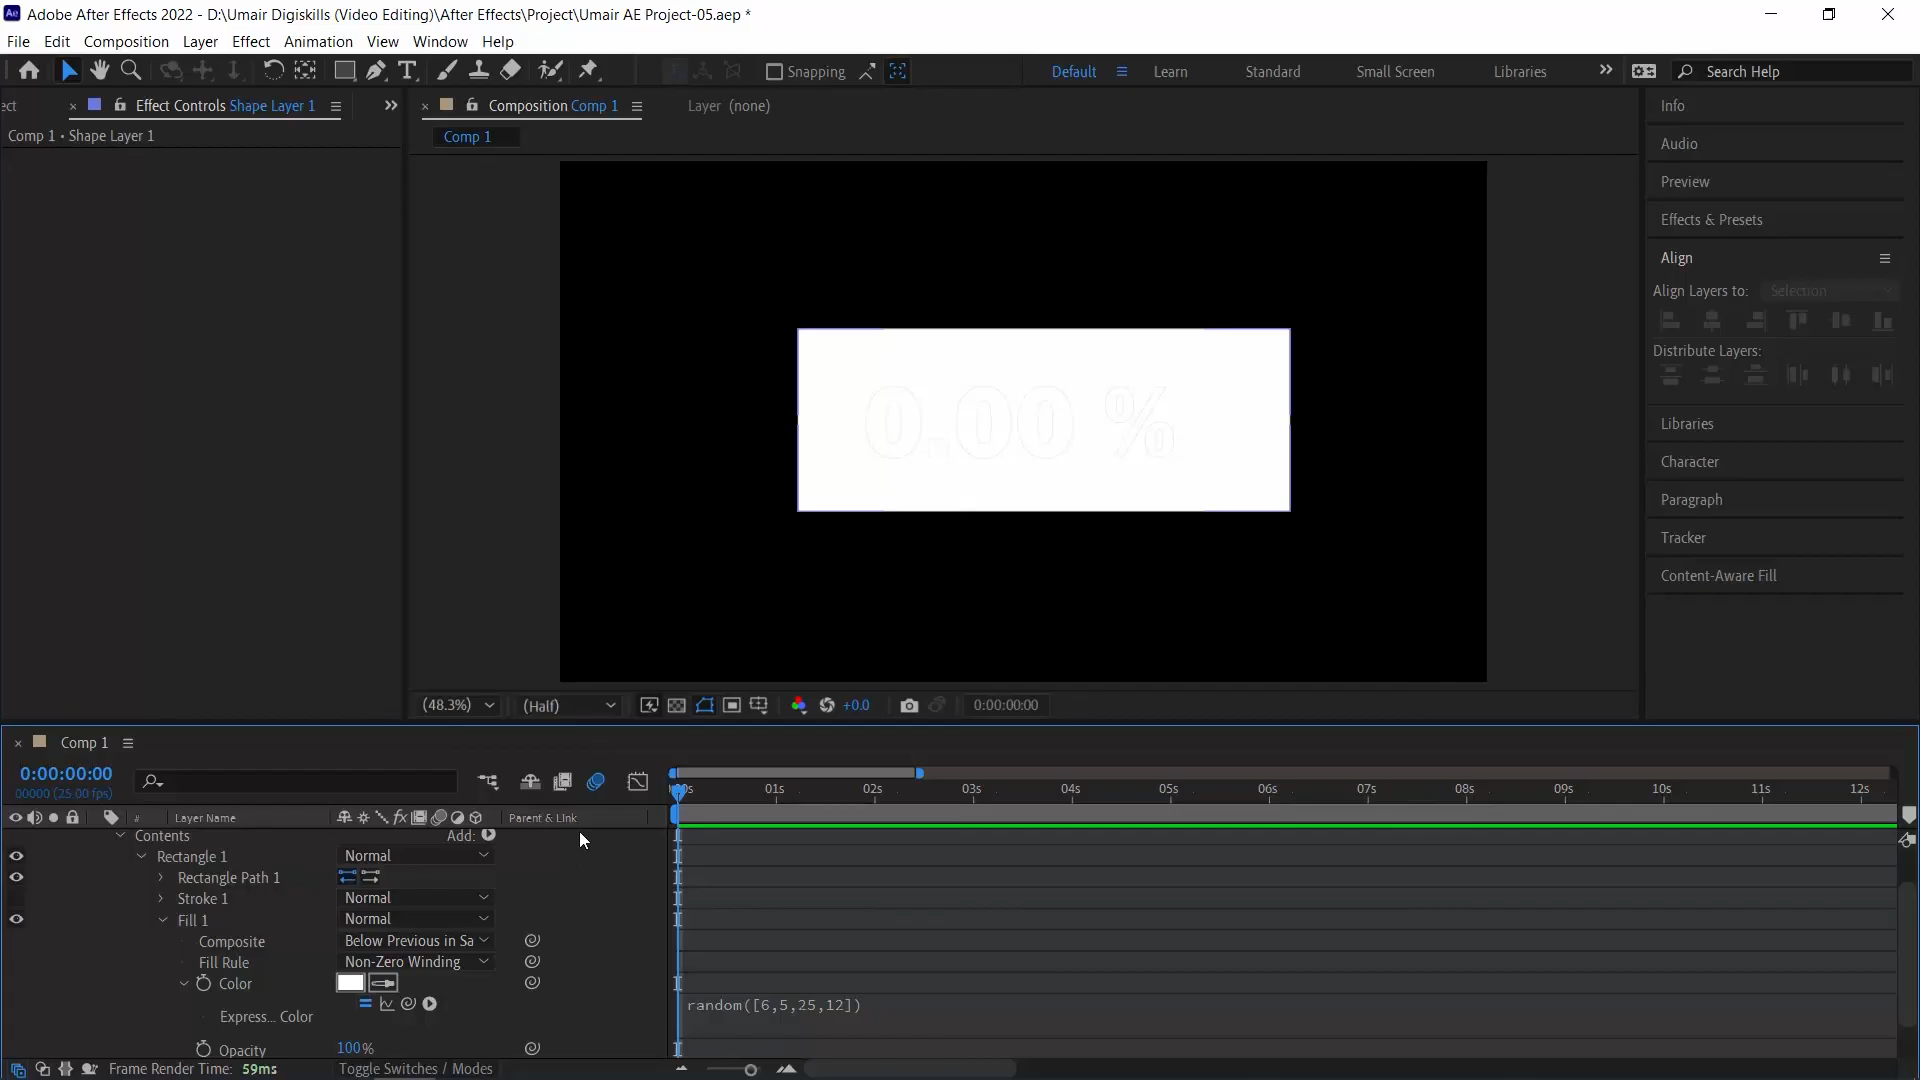 Adobe After Effects 2022 - D:\Umair Digiskills (Video Editing)\After Effects\Project\Umair AE Project-05.aep *
File Edit Composition Layer Effect Animation View Window Help
Snapping Default Learn Standard Small Screen Libraries Search Help
ect Effect Controls Shape Layer 1 Composition Comp 1 Layer (none)
Comp 1 • Shape Layer 1
Comp 1
0.00 %
(48.3%) (Half) +0.0 0:00:00:00
Info
Audio
Preview
Effects & Presets
Align
Align Layers to: Selection
Distribute Layers:
Libraries
Character
Paragraph
Tracker
Content-Aware Fill
Comp 1
0:00:00:00
00000 (25.00 fps)
01s 02s 03s 04s 05s 06s 07s 08s 09s 10s 11s 12s
# Layer Name Parent & Link
Contents Add:
Rectangle 1 Normal
Rectangle Path 1
Stroke 1 Normal
Fill 1 Normal
Composite Below Previous in Sa
Fill Rule Non-Zero Winding
Color
random([6,5,25,12])
Express... Color
Opacity 100%
Frame Render Time: 59ms Toggle Switches / Modes